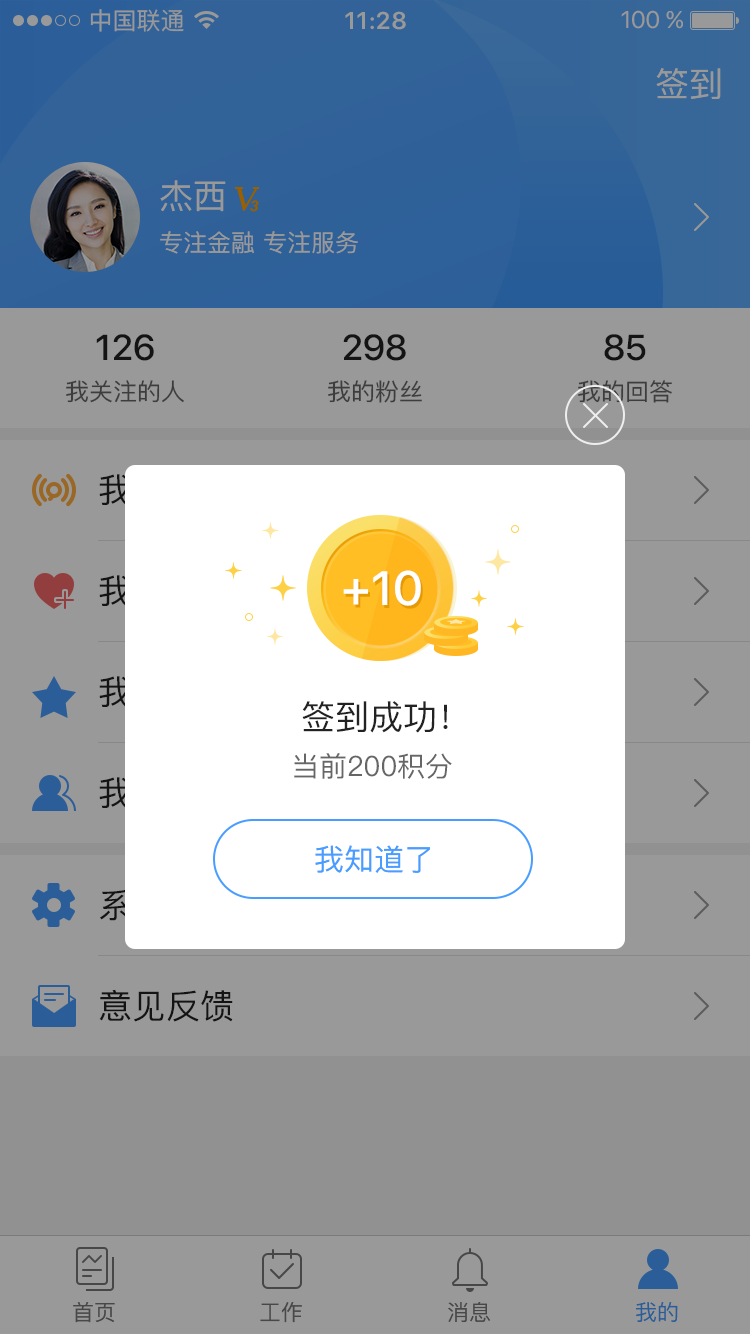 中国联通 11:28 100 %
签到
杰西 V3
专注金融 专注服务
126 298 85
我关注的人 我的粉丝 我的回答
我
我
+10
我
签到成功!
当前200积分
我
我知道了
系
意见反馈
首页 工作 消息 我的